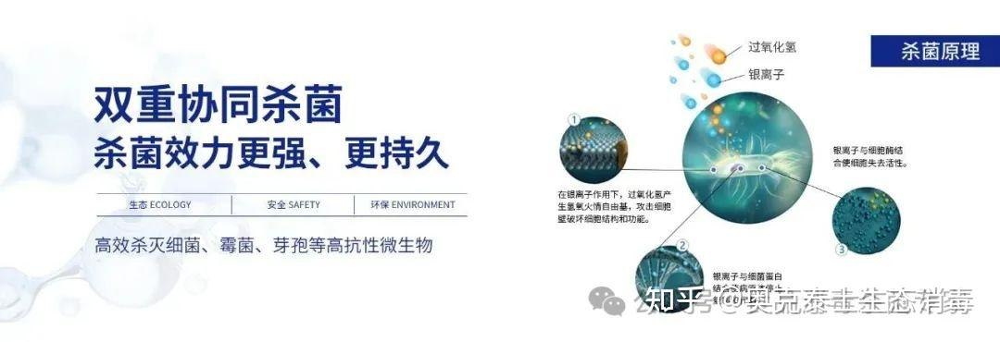 双重协同杀菌
杀菌效力更强、更持久
生态 ECOLOGY
安全 SAFETY
环保 ENVIRONMENT
高效杀灭细菌、霉菌、芽孢等高抗性微生物
杀菌原理
过氧化氢
银离子
1
在银离子作用下，过氧化氢产
生氢氧火情自由基，攻击细胞
壁破坏细胞结构和功能。
银离子与细胞酶结
合使细胞失去活性。
3
2
银离子与细菌蛋白
知乎 @奥克泰士生态消毒